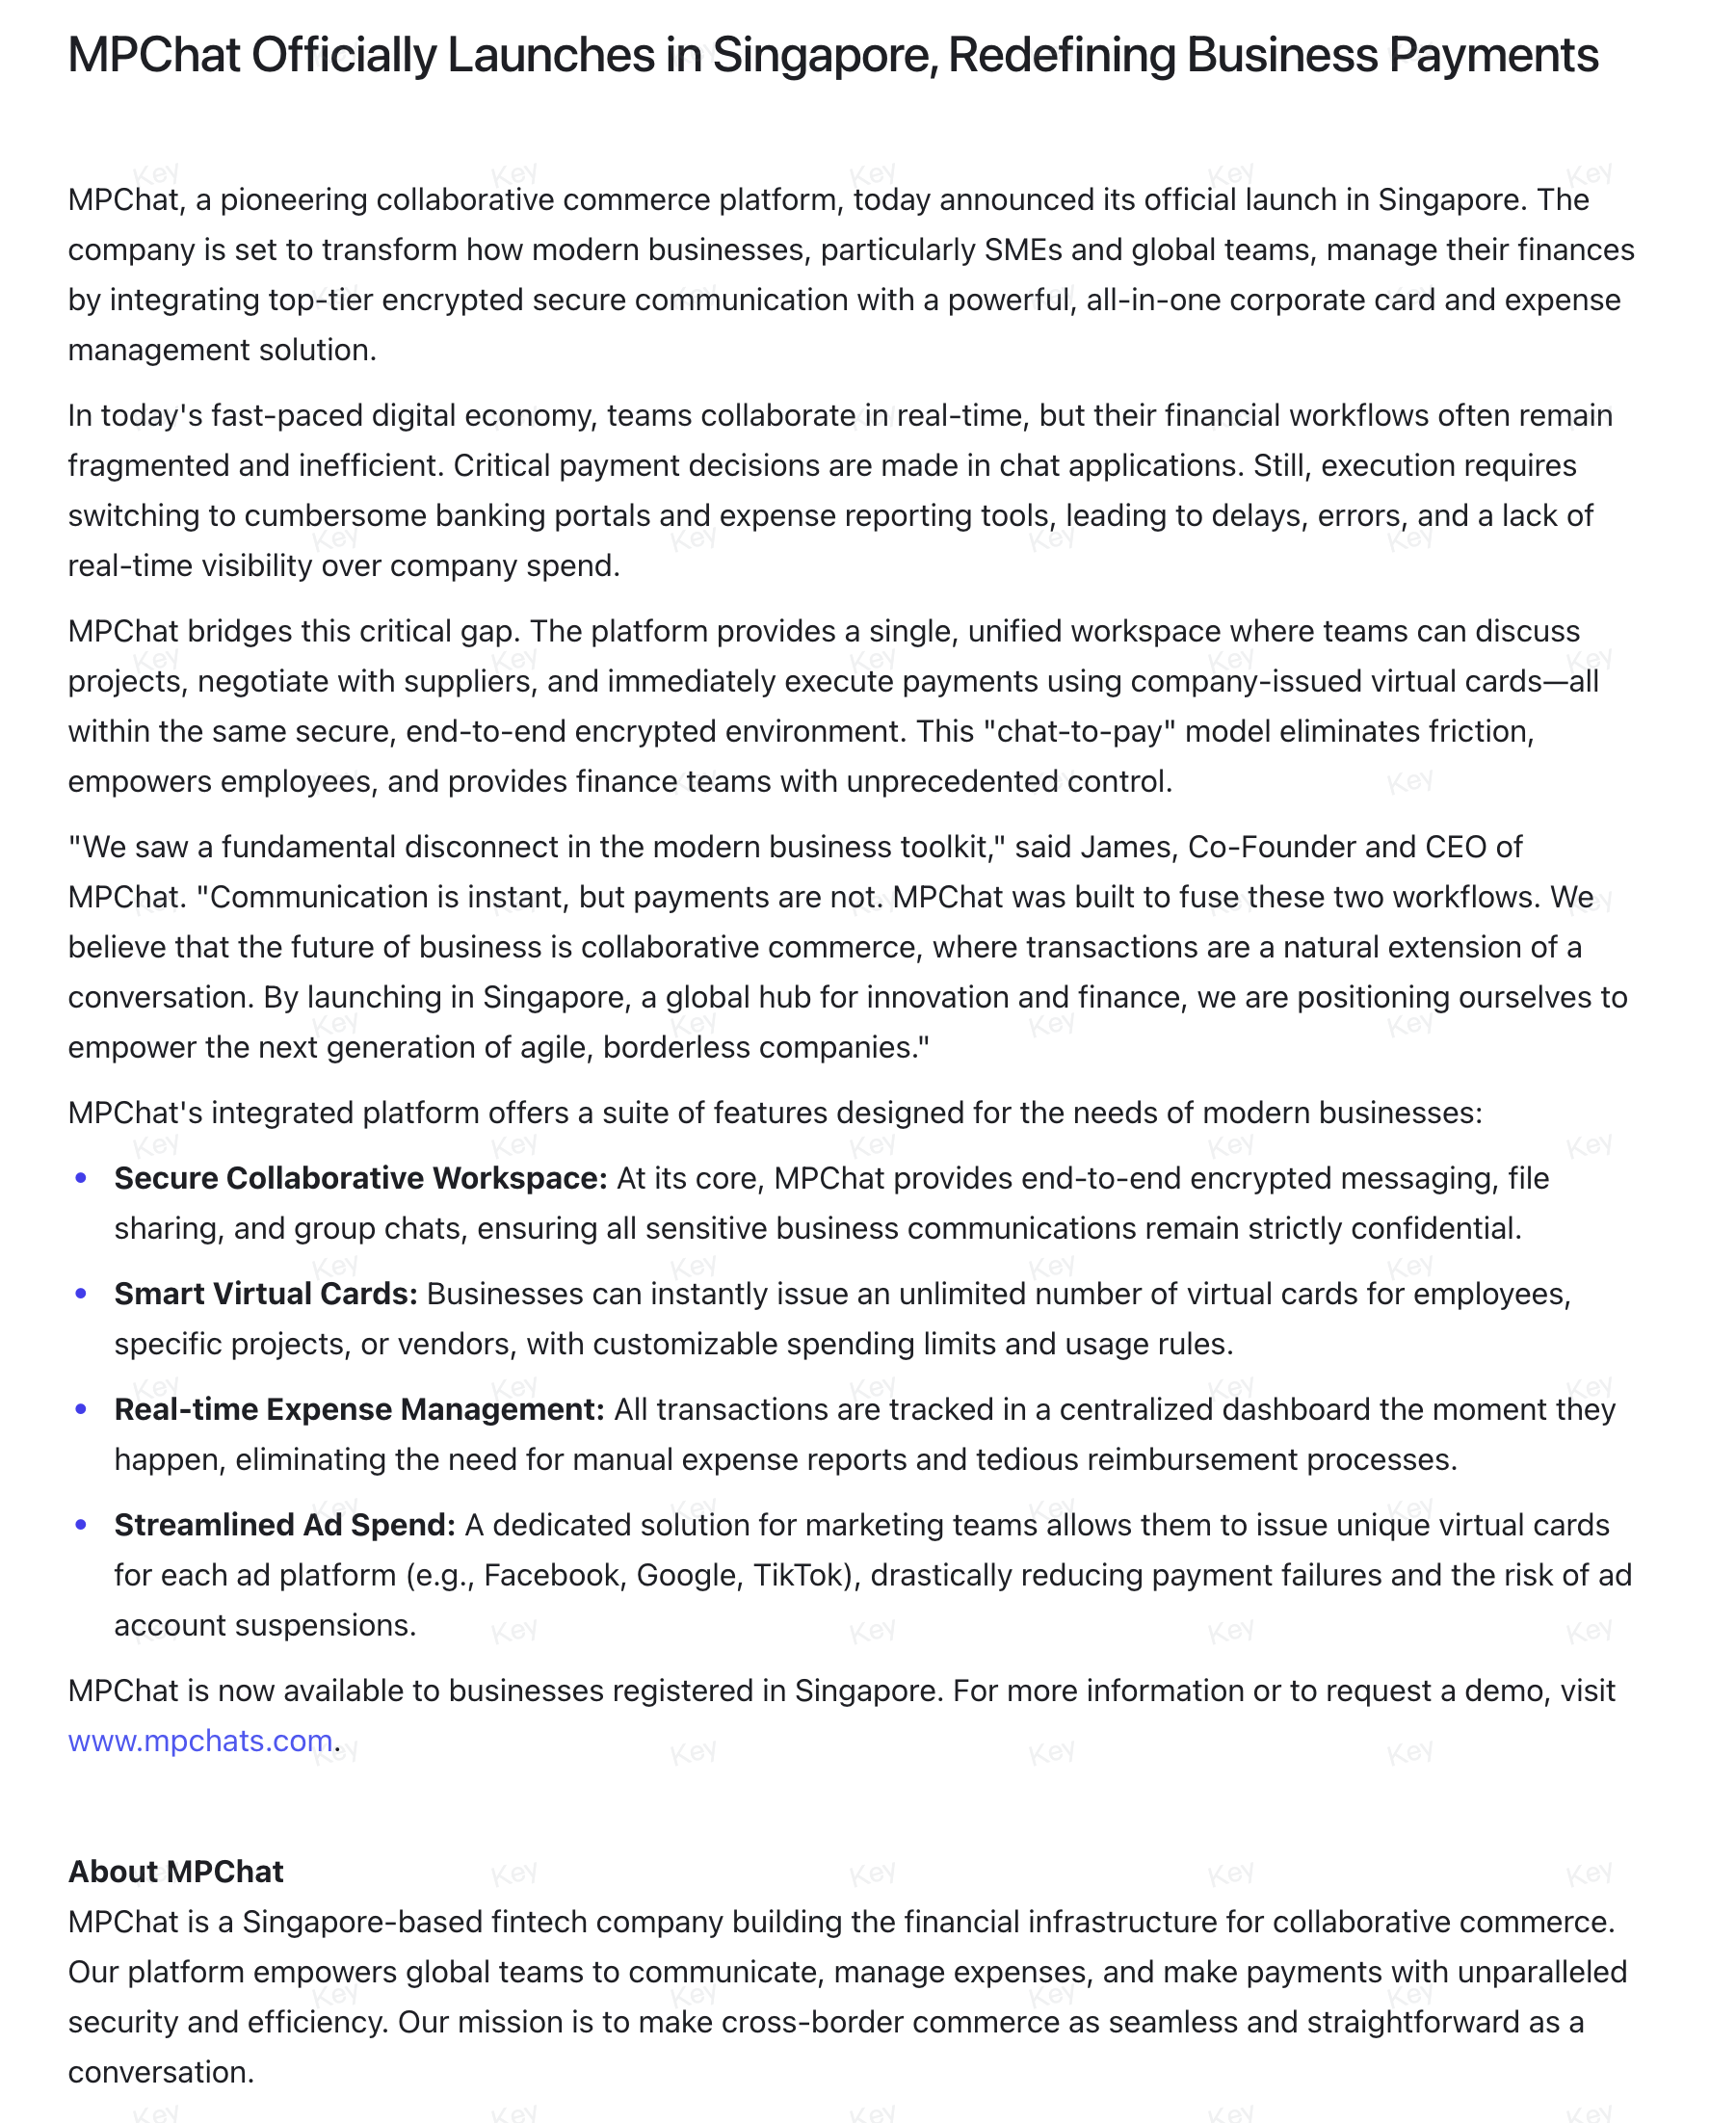 MPChat Officially Launches in Singapore, Redefining Business Payments
MPChat, a pioneering collaborative commerce platform, today announced its official launch in Singapore. The
company is set to transform how modern businesses, particularly SMEs and global teams, manage their finances
by integrating top-tier encrypted secure communication with a powerful, all-in-one corporate card and expense
management solution.
In today's fast-paced digital economy, teams collaborate in real-time, but their financial workflows often remain
fragmented and inefficient. Critical payment decisions are made in chat applications. Still, execution requires
switching to cumbersome banking portals and expense reporting tools, leading to delays, errors, and a lack of
real-time visibility over company spend.
MPChat bridges this critical gap. The platform provides a single, unified workspace where teams can discuss
projects, negotiate with suppliers, and immediately execute payments using company-issued virtual cards—all
within the same secure, end-to-end encrypted environment. This "chat-to-pay" model eliminates friction,
empowers employees, and provides finance teams with unprecedented control.
"We saw a fundamental disconnect in the modern business toolkit," said James, Co-Founder and CEO of
MPChat. "Communication is instant, but payments are not. MPChat was built to fuse these two workflows. We
believe that the future of business is collaborative commerce, where transactions are a natural extension of a
conversation. By launching in Singapore, a global hub for innovation and finance, we are positioning ourselves to
empower the next generation of agile, borderless companies."
MPChat's integrated platform offers a suite of features designed for the needs of modern businesses:
• Secure Collaborative Workspace: At its core, MPChat provides end-to-end encrypted messaging, file
sharing, and group chats, ensuring all sensitive business communications remain strictly confidential.
• Smart Virtual Cards: Businesses can instantly issue an unlimited number of virtual cards for employees,
specific projects, or vendors, with customizable spending limits and usage rules.
• Real-time Expense Management: All transactions are tracked in a centralized dashboard the moment they
happen, eliminating the need for manual expense reports and tedious reimbursement processes.
• Streamlined Ad Spend: A dedicated solution for marketing teams allows them to issue unique virtual cards
for each ad platform (e.g., Facebook, Google, TikTok), drastically reducing payment failures and the risk of ad
account suspensions.
MPChat is now available to businesses registered in Singapore. For more information or to request a demo, visit
www.mpchats.com.
About MPChat
MPChat is a Singapore-based fintech company building the financial infrastructure for collaborative commerce.
Our platform empowers global teams to communicate, manage expenses, and make payments with unparalleled
security and efficiency. Our mission is to make cross-border commerce as seamless and straightforward as a
conversation.
Key